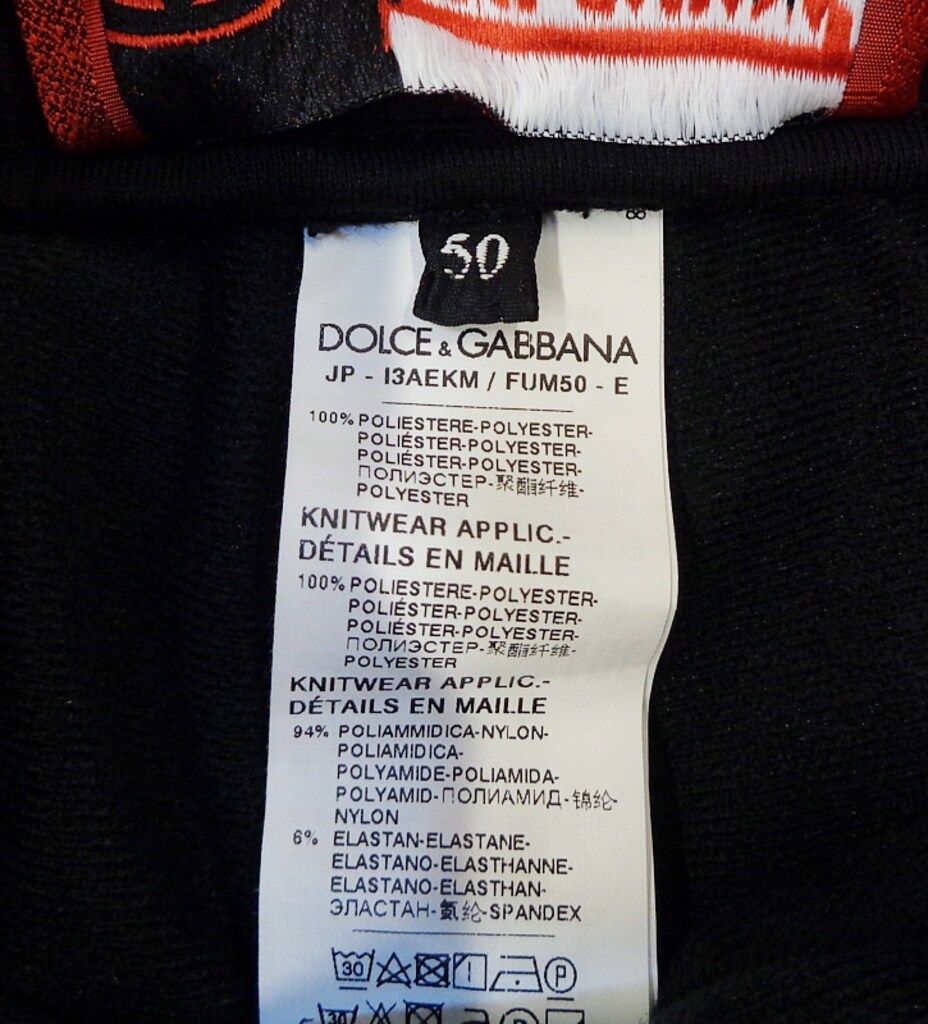 8
50
DOLCE & GABBANA
JP - I3AEKM / FUM50 - E
100% POLIESTERE-POLYESTER-
POLIÉSTER-POLYESTER-
POLIÉSTER-POLYESTER-
ПОЛИЭСТЕР-聚酯纤维-
POLYESTER
KNITWEAR APPLIC.-
DÉTAILS EN MAILLE
100% POLIESTERE-POLYESTER-
POLIÉSTER-POLYESTER-
POLIÉSTER-POLYESTER-
ПОЛИЭСТЕР-聚酯纤维-
POLYESTER
KNITWEAR APPLIC.-
DÉTAILS EN MAILLE
94% POLIAMMIDICA-NYLON-
POLIAMIDICA-
POLYAMIDE-POLIAMIDA-
POLYAMID-ПОЛИАМИД-锦纶-
NYLON
6% ELASTAN-ELASTANE-
ELASTANO-ELASTHANNE-
ELASTANO-ELASTHAN-
ЭЛАСТАН-氨纶-SPANDEX
30 P
30 P